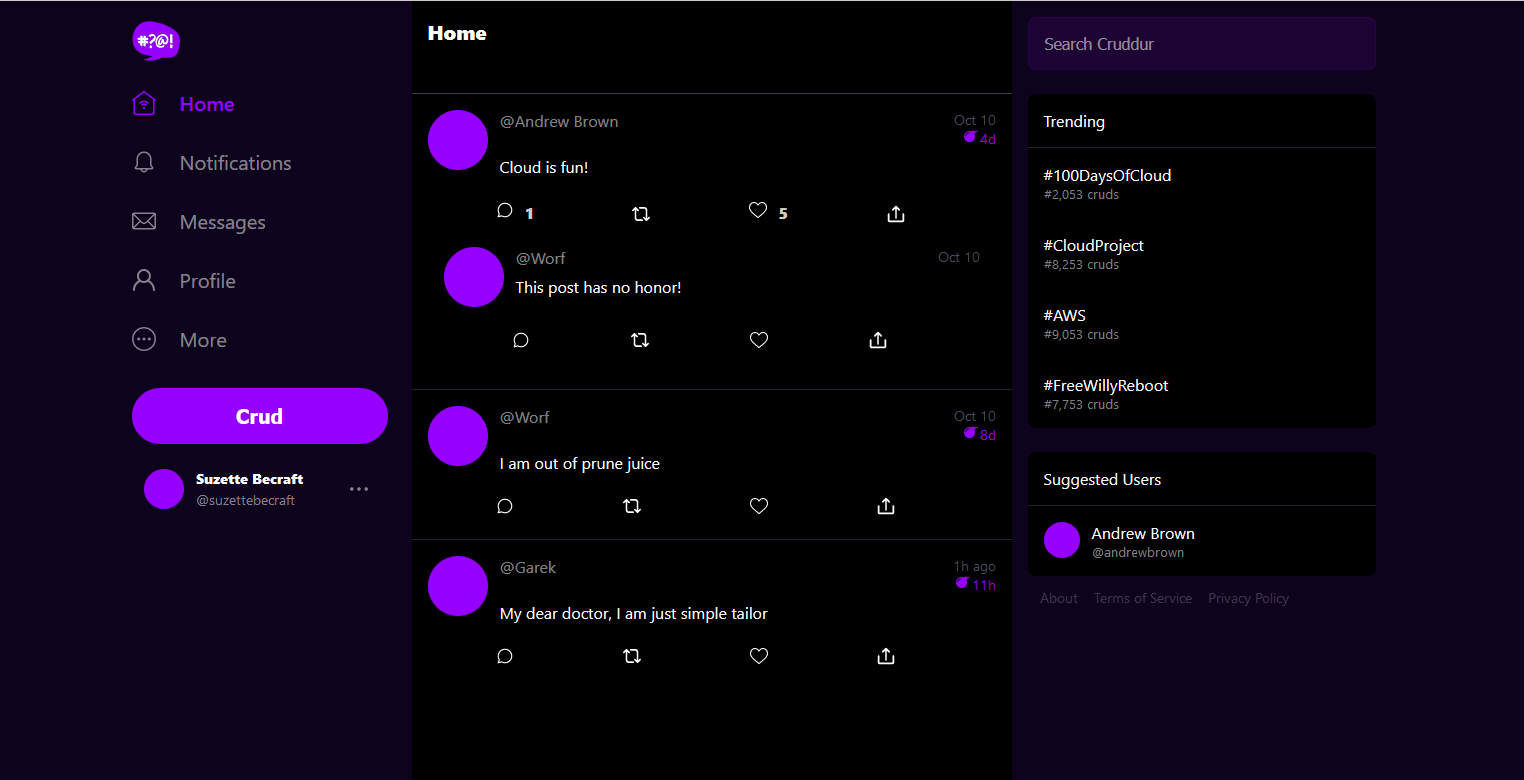 #?@!
Home
Notifications
Messages
Profile
More
Crud
Suzette Becraft
@suzettebecraft
Home
@Andrew Brown
Oct 10
4d
Cloud is fun!
1
5
@Worf
Oct 10
This post has no honor!
@Worf
Oct 10
8d
I am out of prune juice
@Garek
1h ago
11h
My dear doctor, I am just simple tailor
Search Cruddur
Trending
#100DaysOfCloud
#2,053 cruds
#CloudProject
#8,253 cruds
#AWS
#9,053 cruds
#FreeWillyReboot
#7,753 cruds
Suggested Users
Andrew Brown
@andrewbrown
About Terms of Service Privacy Policy